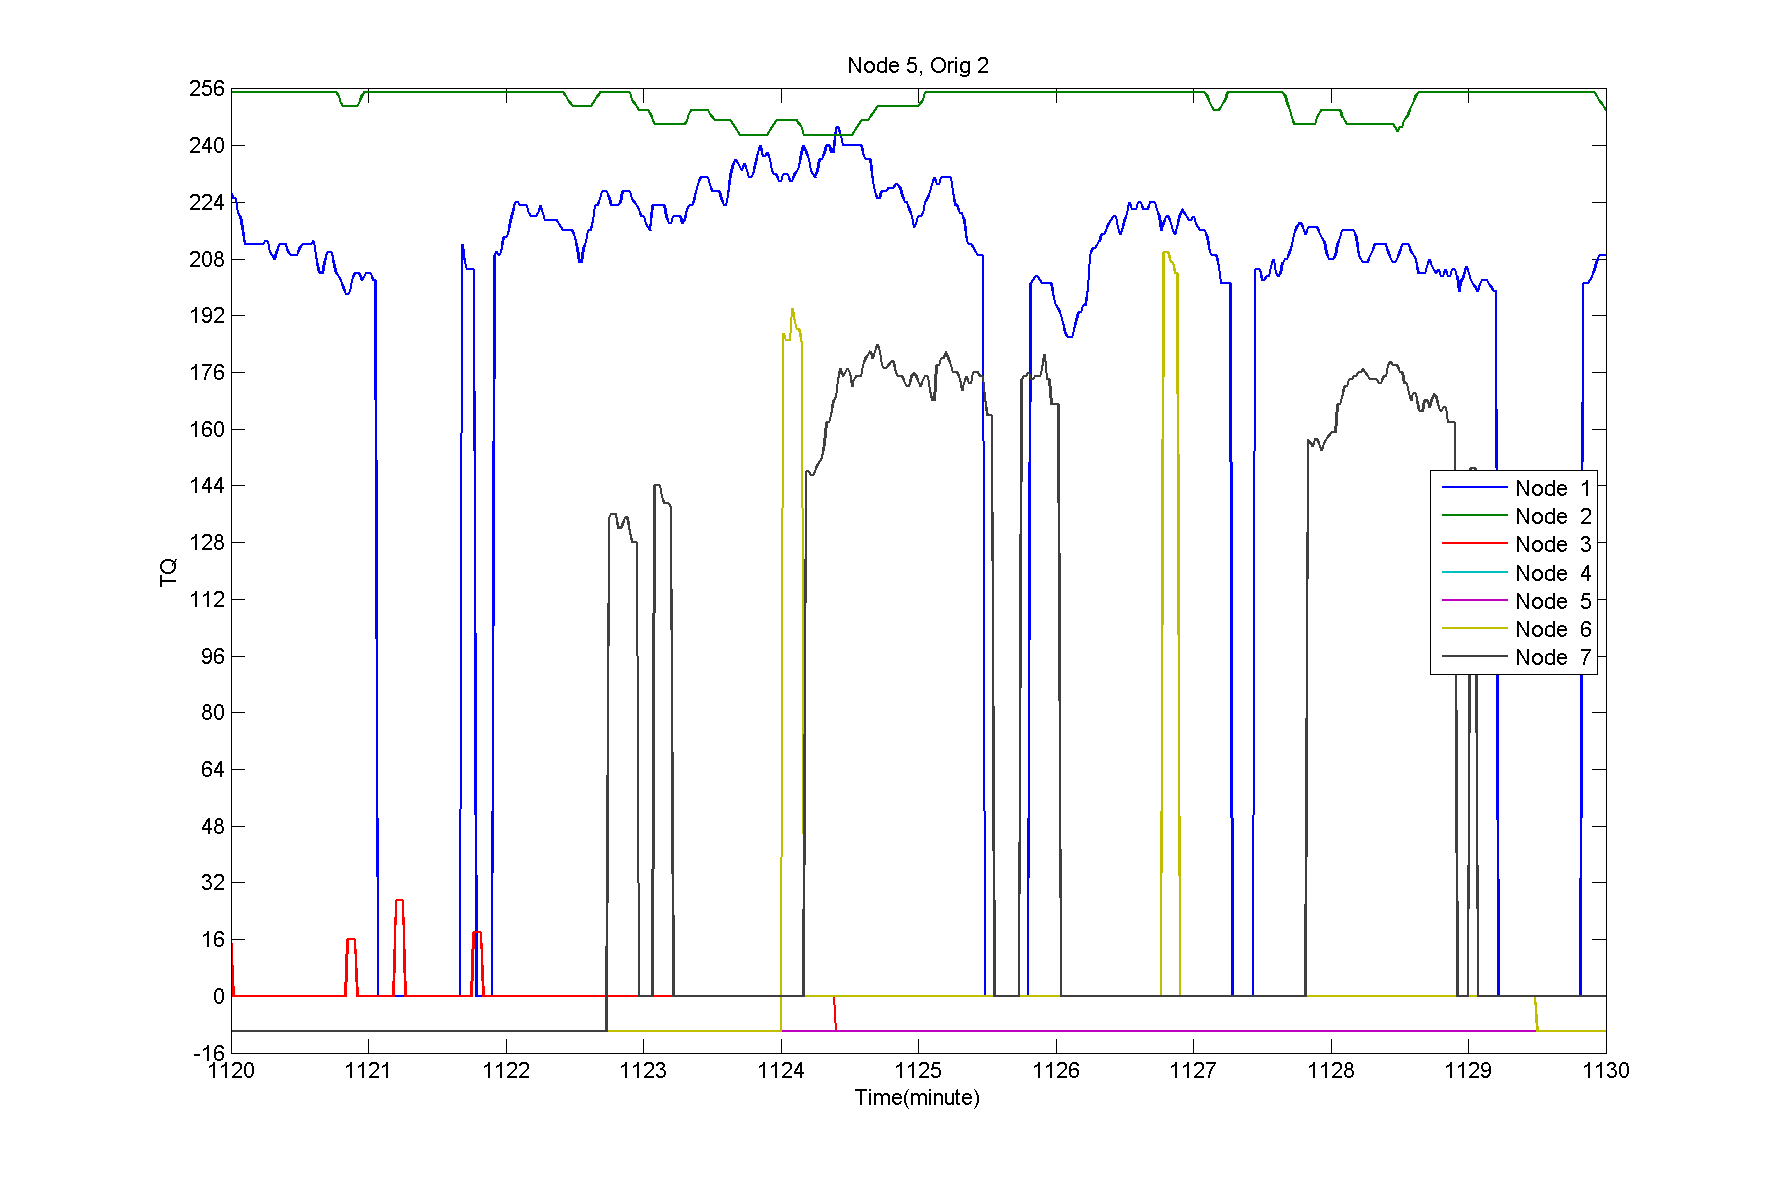 Node 5, Orig 2
256
240
224
208
192
176
160
144
128
112
96
80
64
48
32
16
0
-16
TQ
Node 1
Node 2
Node 3
Node 4
Node 5
Node 6
Node 7
1120 1121 1122 1123 1124 1125 1126 1127 1128 1129 1130
Time(minute)